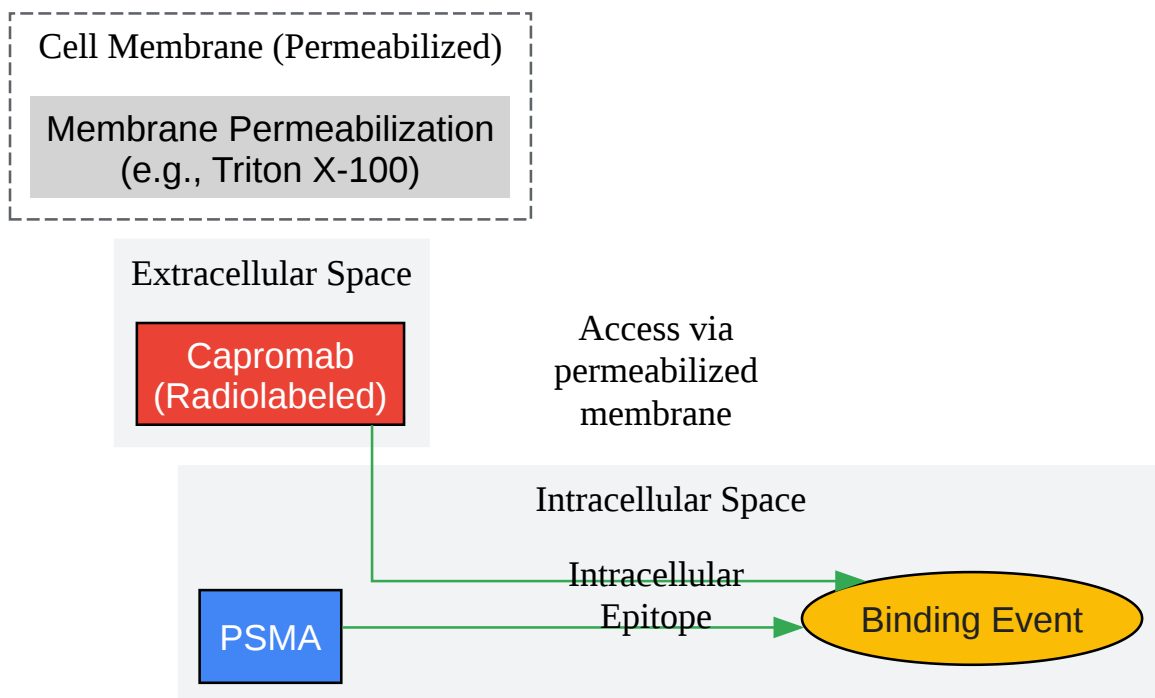 Cell Membrane (Permeabilized)
Membrane Permeabilization
(e.g., Triton X-100)
Extracellular Space
Capromab
(Radiolabeled)
Access via
permeabilized
membrane
Intracellular Space
Intracellular
Epitope
PSMA
Binding Event